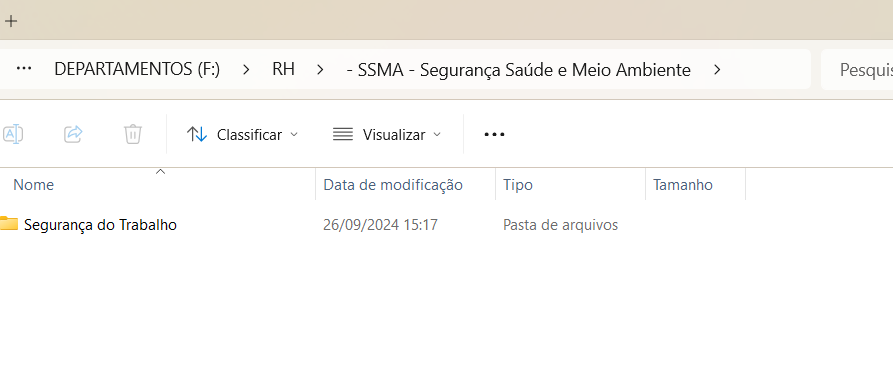 +
... DEPARTAMENTOS (F:) > RH > - SSMA - Segurança Saúde e Meio Ambiente > Pesquis
A Classificar Visualizar ...
Nome Data de modificação Tipo Tamanho
Segurança do Trabalho 26/09/2024 15:17 Pasta de arquivos